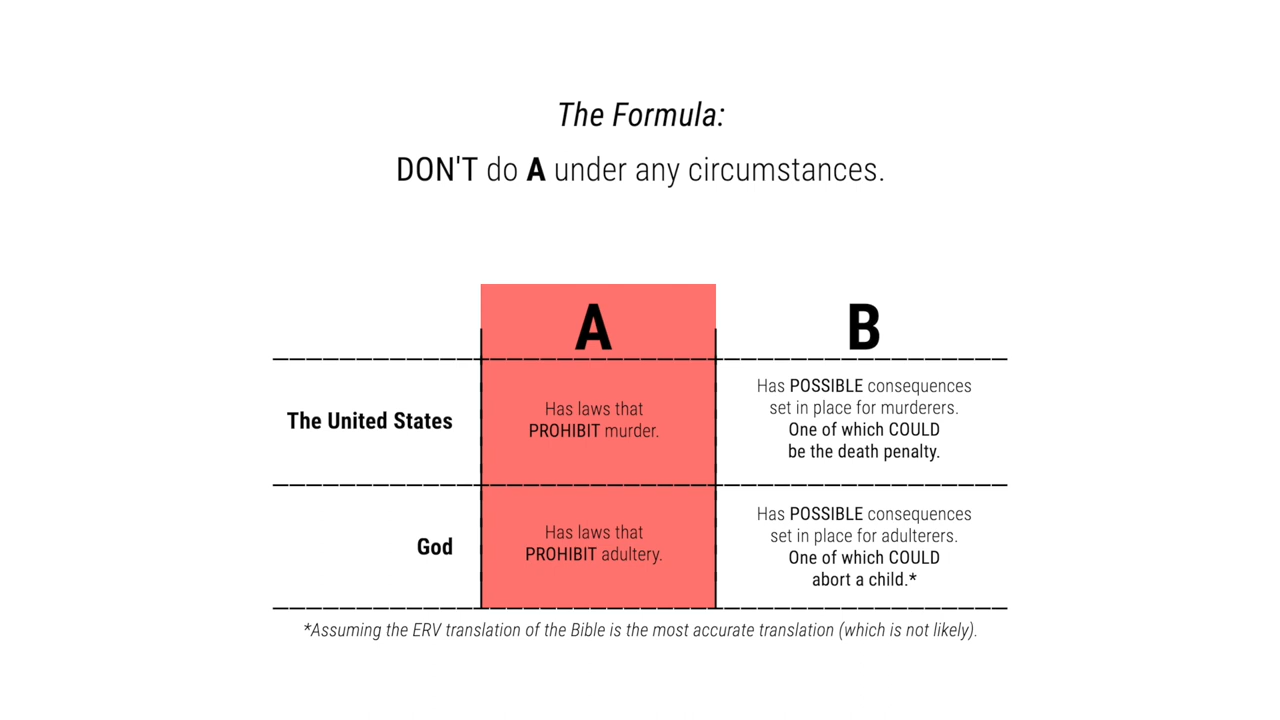 The Formula:
DON'T do A under any circumstances.
A
B
The United States
Has laws that
PROHIBIT murder.
Has POSSIBLE consequences
set in place for murderers.
One of which COULD
be the death penalty.
God
Has laws that
PROHIBIT adultery.
Has POSSIBLE consequences
set in place for adulterers.
One of which COULD
abort a child.*
*Assuming the ERV translation of the Bible is the most accurate translation (which is not likely).